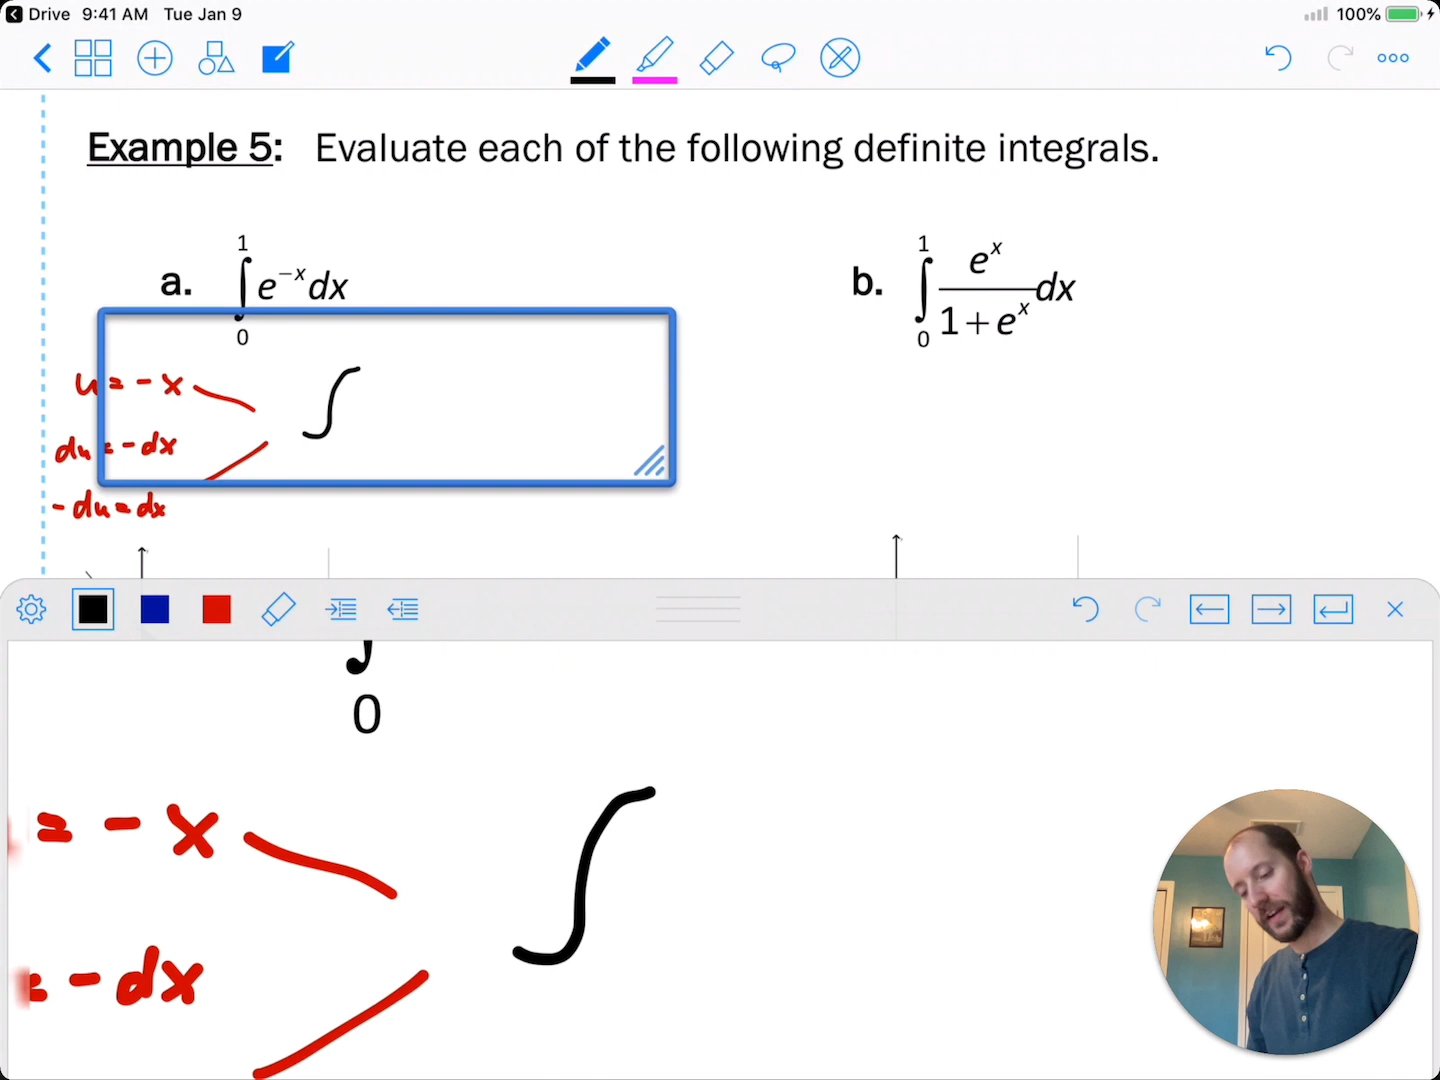 Drive 9:41 AM Tue Jan 9 100%
Example 5: Evaluate each of the following definite integrals.
a. ∫₀¹ e⁻ˣ dx
b. ∫₀¹ eˣ/(1+eˣ) dx
u = - x
du = - dx
- du = dx
∫
0
= - x
= - dx
∫